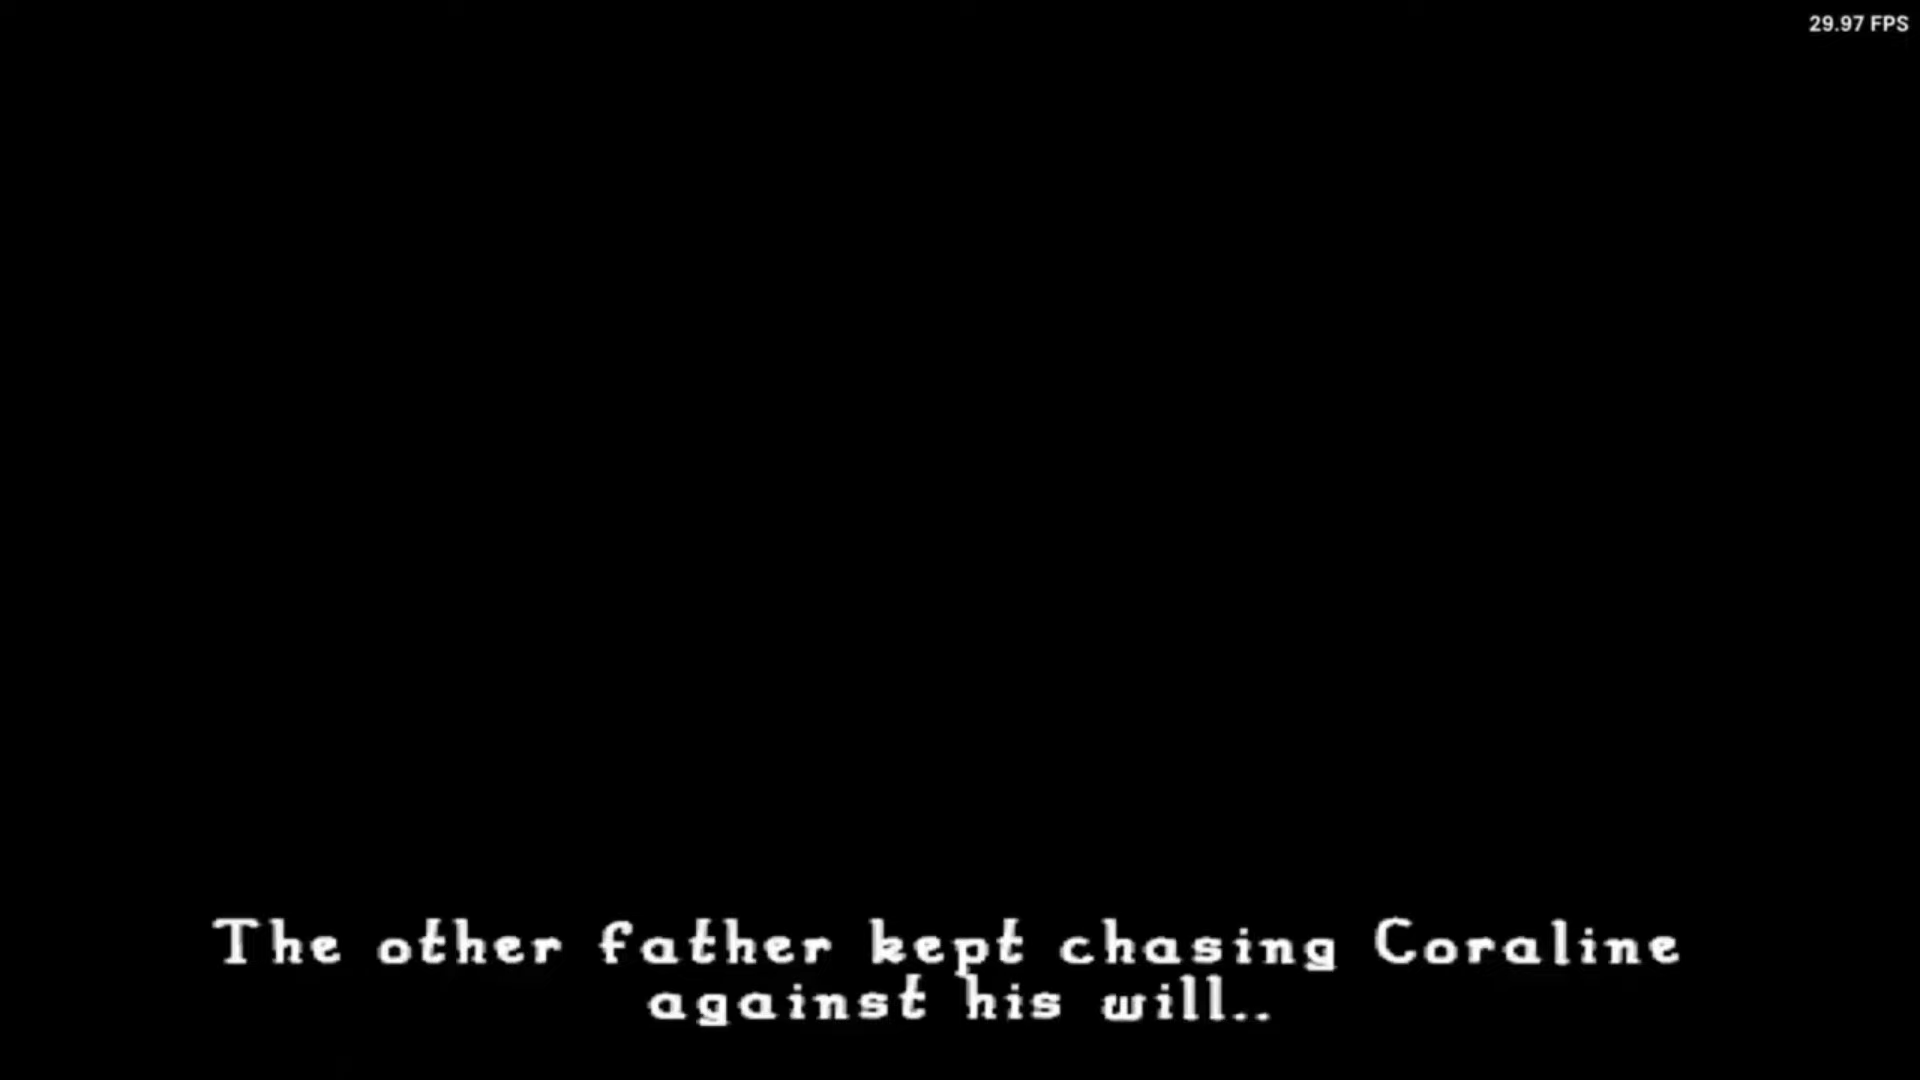 29.97 FPS
The other father kept chasing Coraline
against his will..